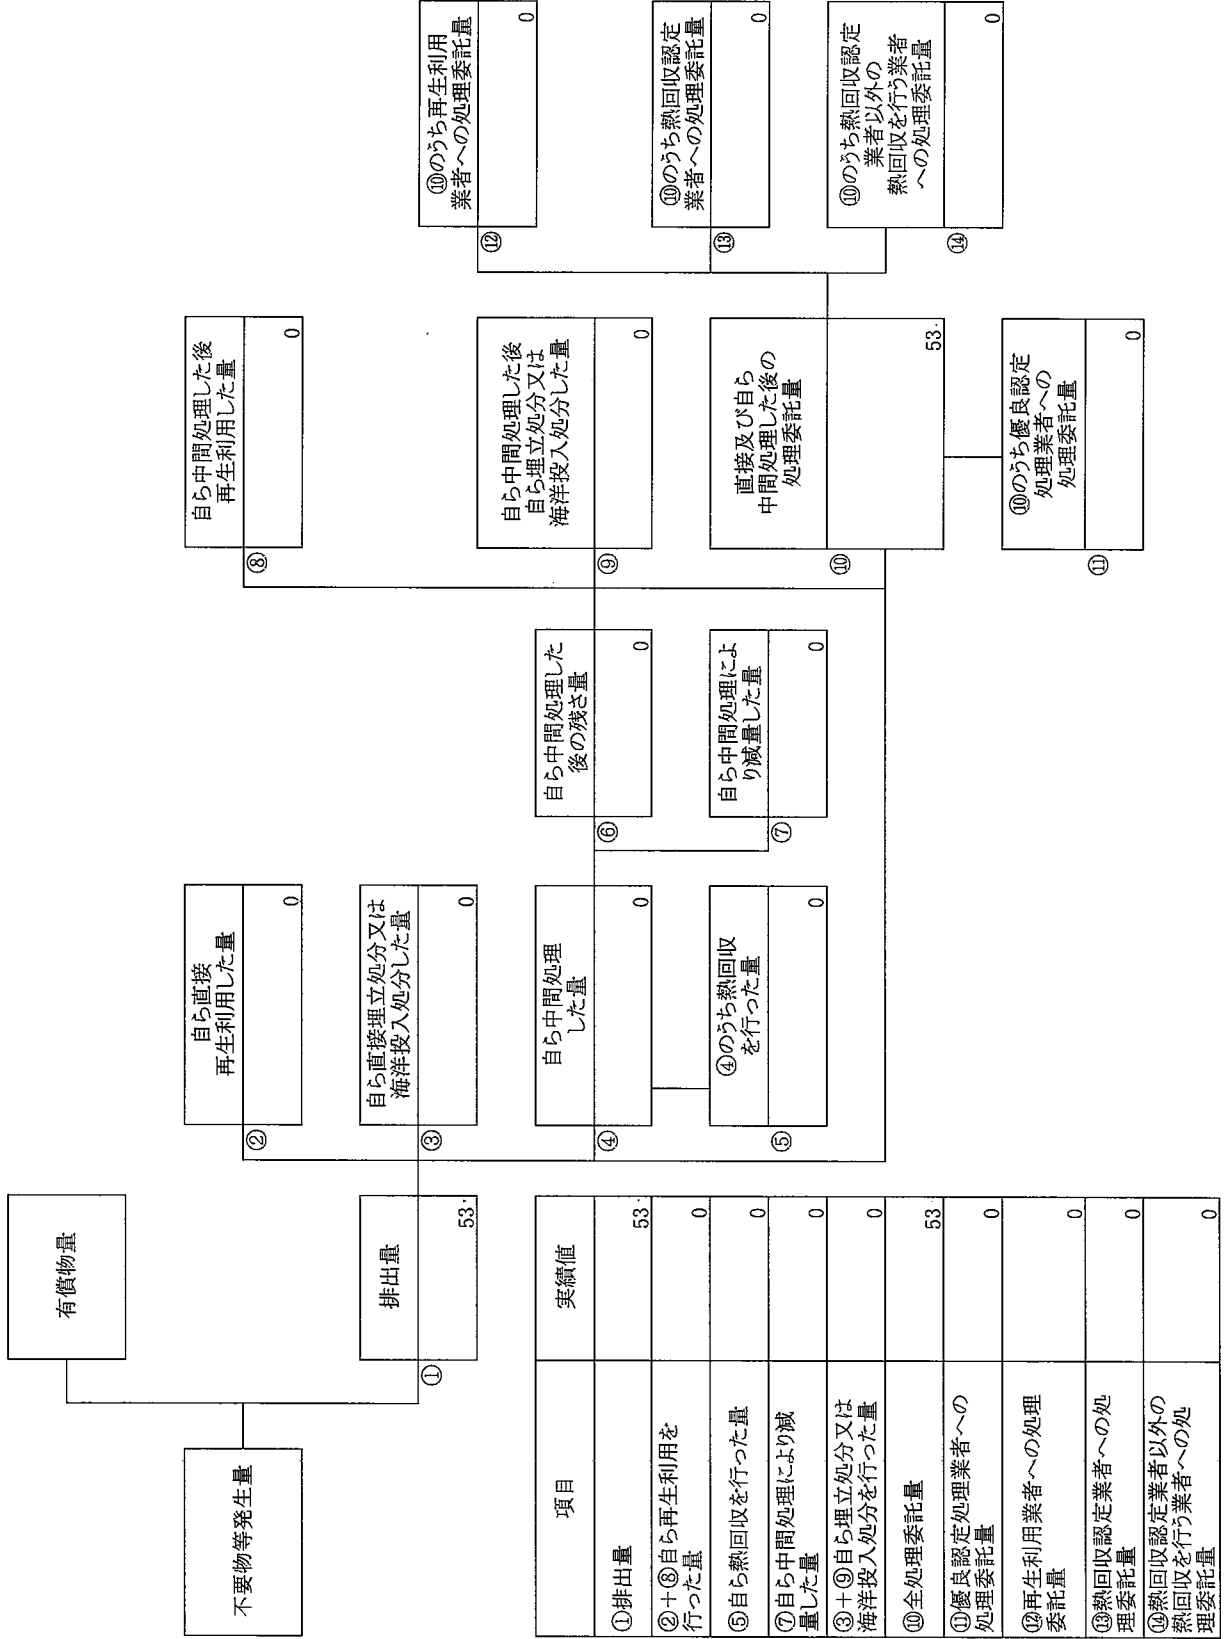 有償物量
不要物等発生量
①
排出量
53.
②
自ら直接
再生利用した量
0
③
自ら直接埋立処分又は
海洋投入処分した量
0
④
自ら中間処理
した量
0
⑤
④のうち熱回収
を行った量
0
⑥
自ら中間処理した
後の残さ量
0
⑦
自ら中間処理によ
り減量した量
0
⑧
自ら中間処理した後
再生利用した量
0
⑨
自ら中間処理した後
自ら埋立処分又は
海洋投入処分した量
0
⑩
直接及び自ら
中間処理した後の
処理委託量
53.
⑪
⑩のうち優良認定
処理業者への
処理委託量
0
⑫
⑩のうち再生利用
業者への処理委託量
0
⑬
⑩のうち熱回収認定
業者への処理委託量
0
⑭
⑩のうち熱回収認定
業者以外の
熱回収を行う業者
への処理委託量
0
項目 実績値
①排出量 53.
②+⑧自ら再生利用を
行った量 0
⑤自ら熱回収を行った量 0
⑦自ら中間処理により減
量した量 0
③+⑨自ら埋立処分又は
海洋投入処分を行った量 0
⑩全処理委託量 53.
⑪優良認定処理業者への
処理委託量 0
⑫再生利用業者への処理
委託量 0
⑬熱回収認定業者への処
理委託量 0
⑭熱回収認定業者以外の
熱回収を行う業者への処
理委託量 0